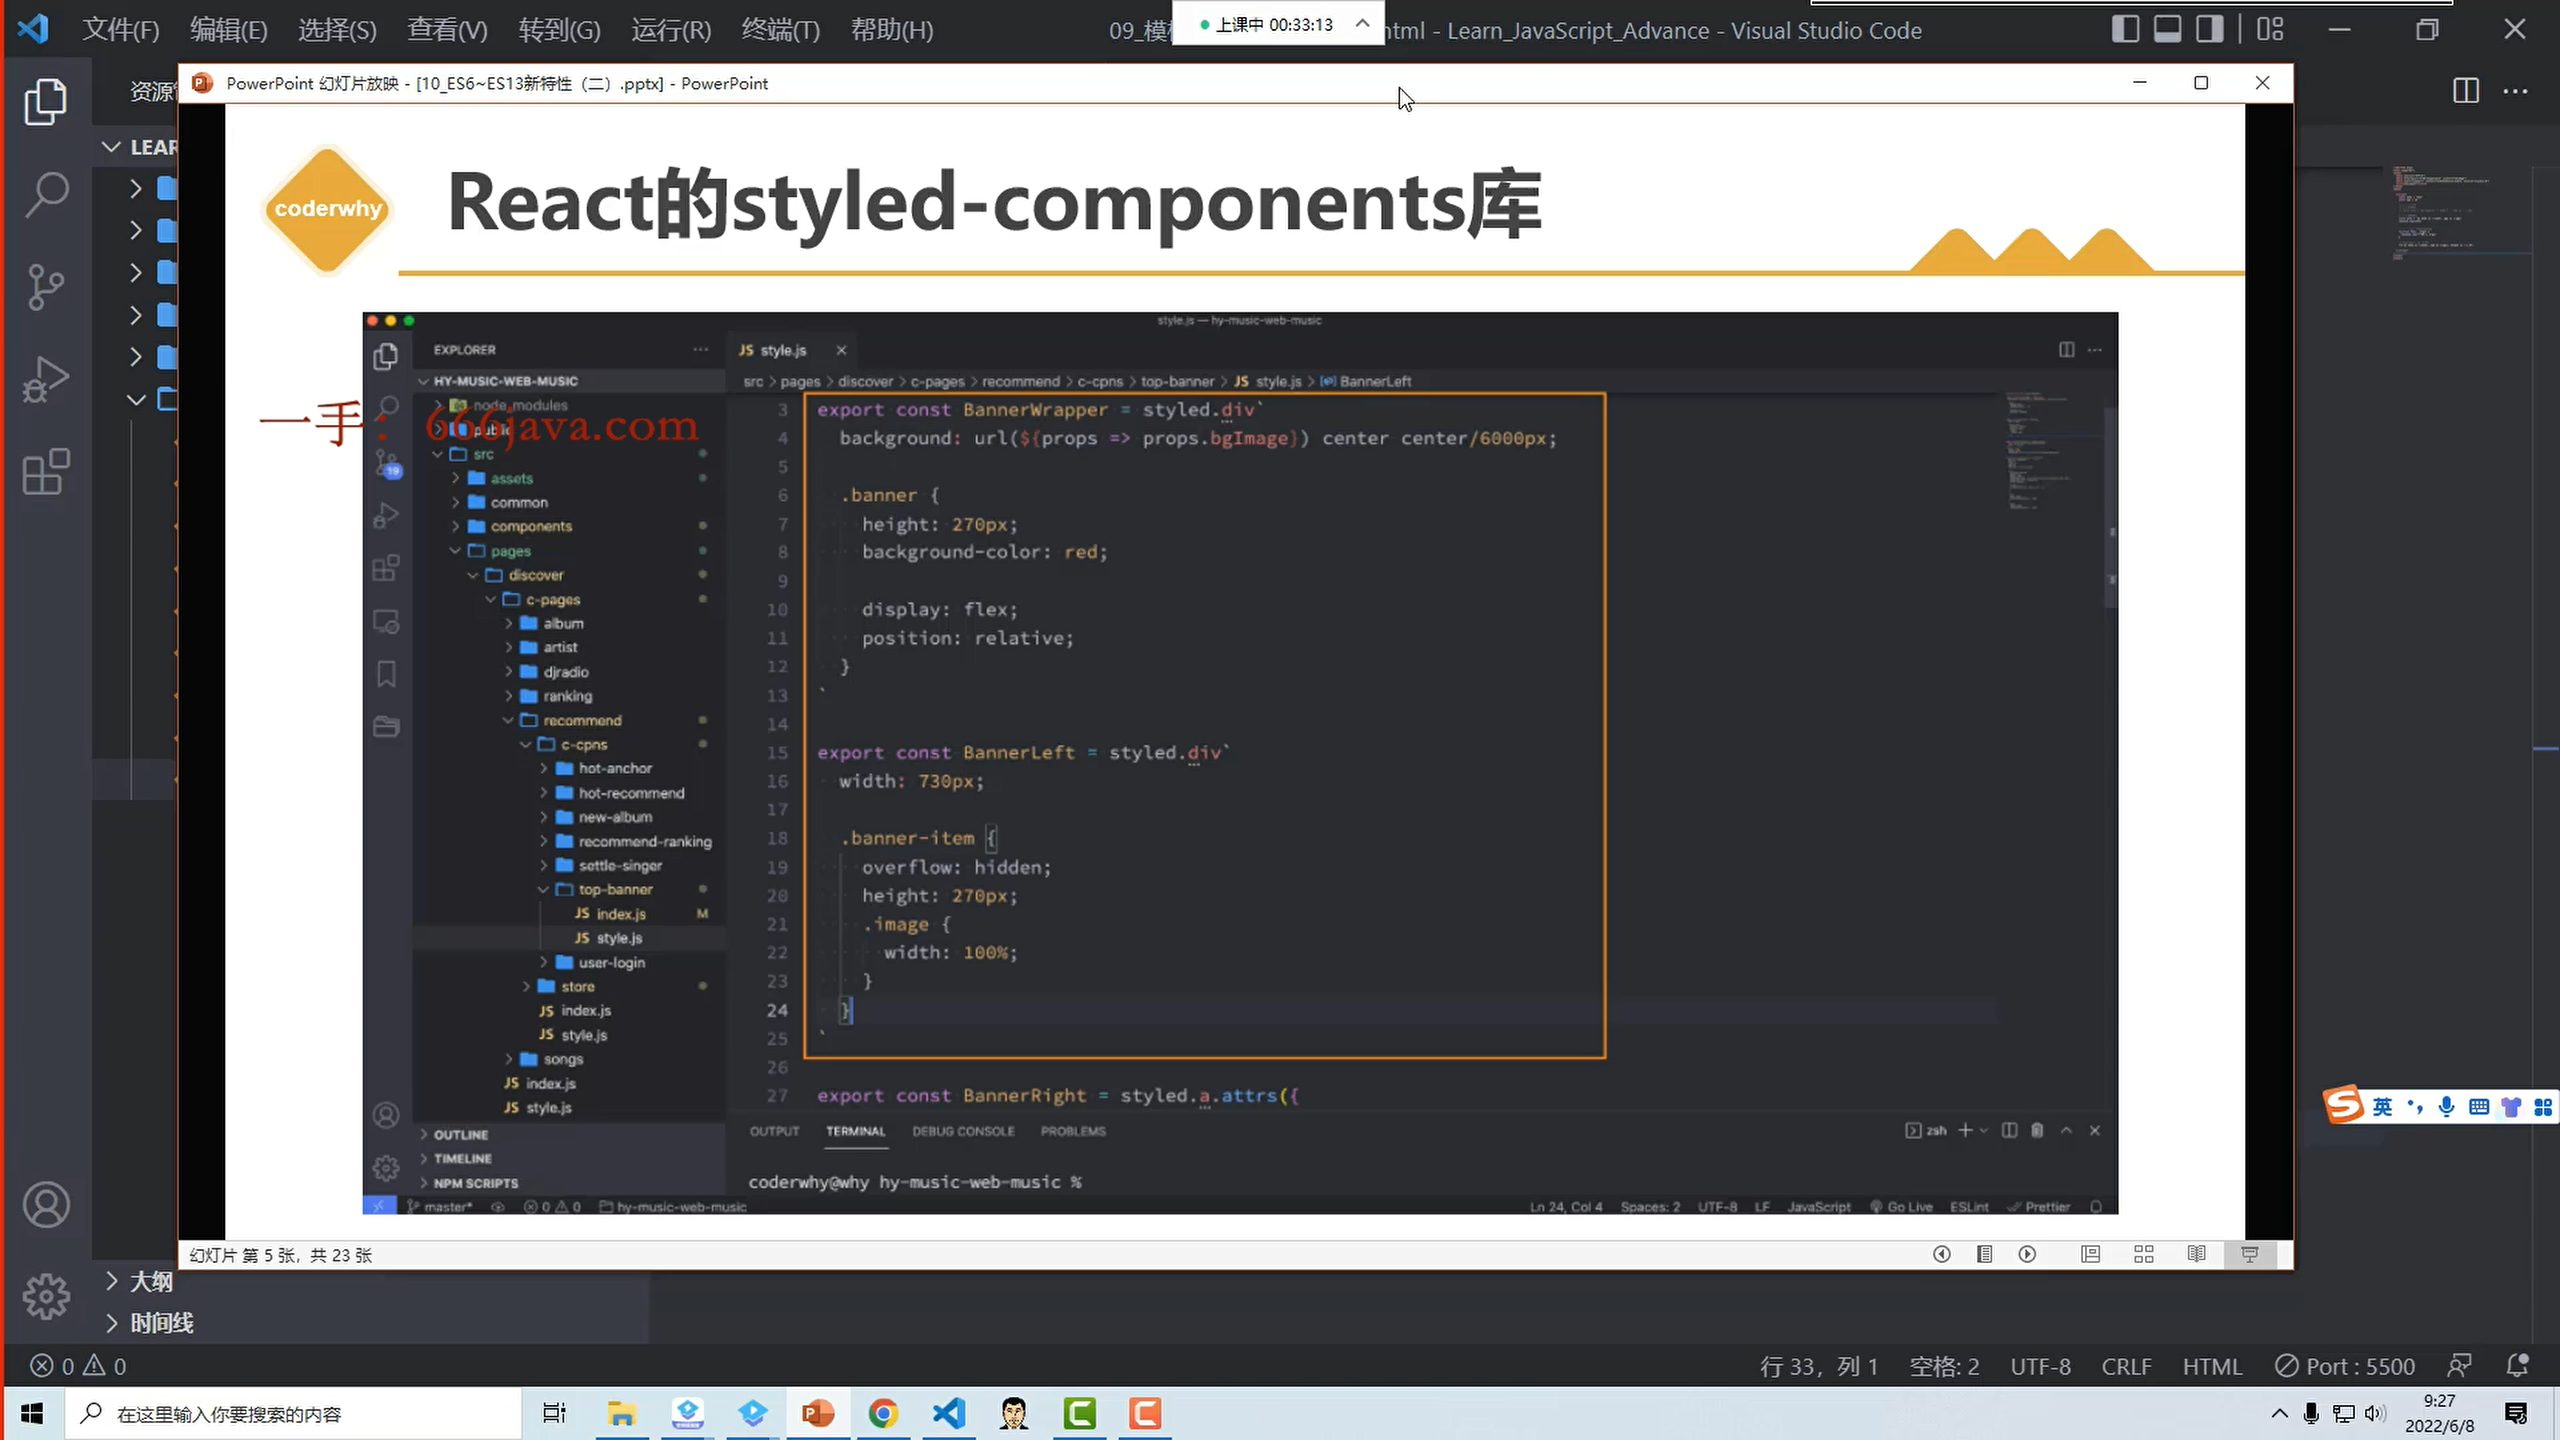 文件(F) 编辑(E) 选择(S) 查看(V) 转到(G) 运行(R) 终端(T) 帮助(H)
09_模 html - Learn_JavaScript_Advance - Visual Studio Code
上课中 00:33:13
资源
LEAR
PowerPoint 幻灯片放映 - [10_ES6~ES13新特性（二）.pptx] - PowerPoint
coderwhy
React的styled-components库
style.js — hy-music-web-music
EXPLORER
JS style.js
HY-MUSIC-WEB-MUSIC
src > pages > discover > c-pages > recommend > c-cpns > top-banner > JS style.js > BannerLeft
node_modules
public
一手：666java.com
src
assets
common
components
pages
discover
c-pages
album
artist
djradio
ranking
recommend
c-cpns
hot-anchor
hot-recommend
new-album
recommend-ranking
settle-singer
top-banner
JS index.js M
JS style.js
user-login
store
JS index.js
JS style.js
songs
JS index.js
JS style.js
OUTLINE
TIMELINE
NPM SCRIPTS
19
3 export const BannerWrapper = styled.div`
4 background: url(${props => props.bgImage}) center center/6000px;
5
6 .banner {
7 height: 270px;
8 background-color: red;
9
10 display: flex;
11 position: relative;
12 }
13 `
14
15 export const BannerLeft = styled.div`
16 width: 730px;
17
18 .banner-item {
19 overflow: hidden;
20 height: 270px;
21 .image {
22 width: 100%;
23 }
24 }
25 `
26
27 export const BannerRight = styled.a.attrs({
OUTPUT TERMINAL DEBUG CONSOLE PROBLEMS
zsh
coderwhy@why hy-music-web-music %
master* 0 0 hy-music-web-music
Ln 24, Col 4 Spaces: 2 UTF-8 LF JavaScript Go Live ESLint Prettier
幻灯片 第 5 张，共 23 张
英
大纲
时间线
0 0
行 33，列 1 空格: 2 UTF-8 CRLF HTML Port : 5500
在这里输入你要搜索的内容
9:27
2022/6/8